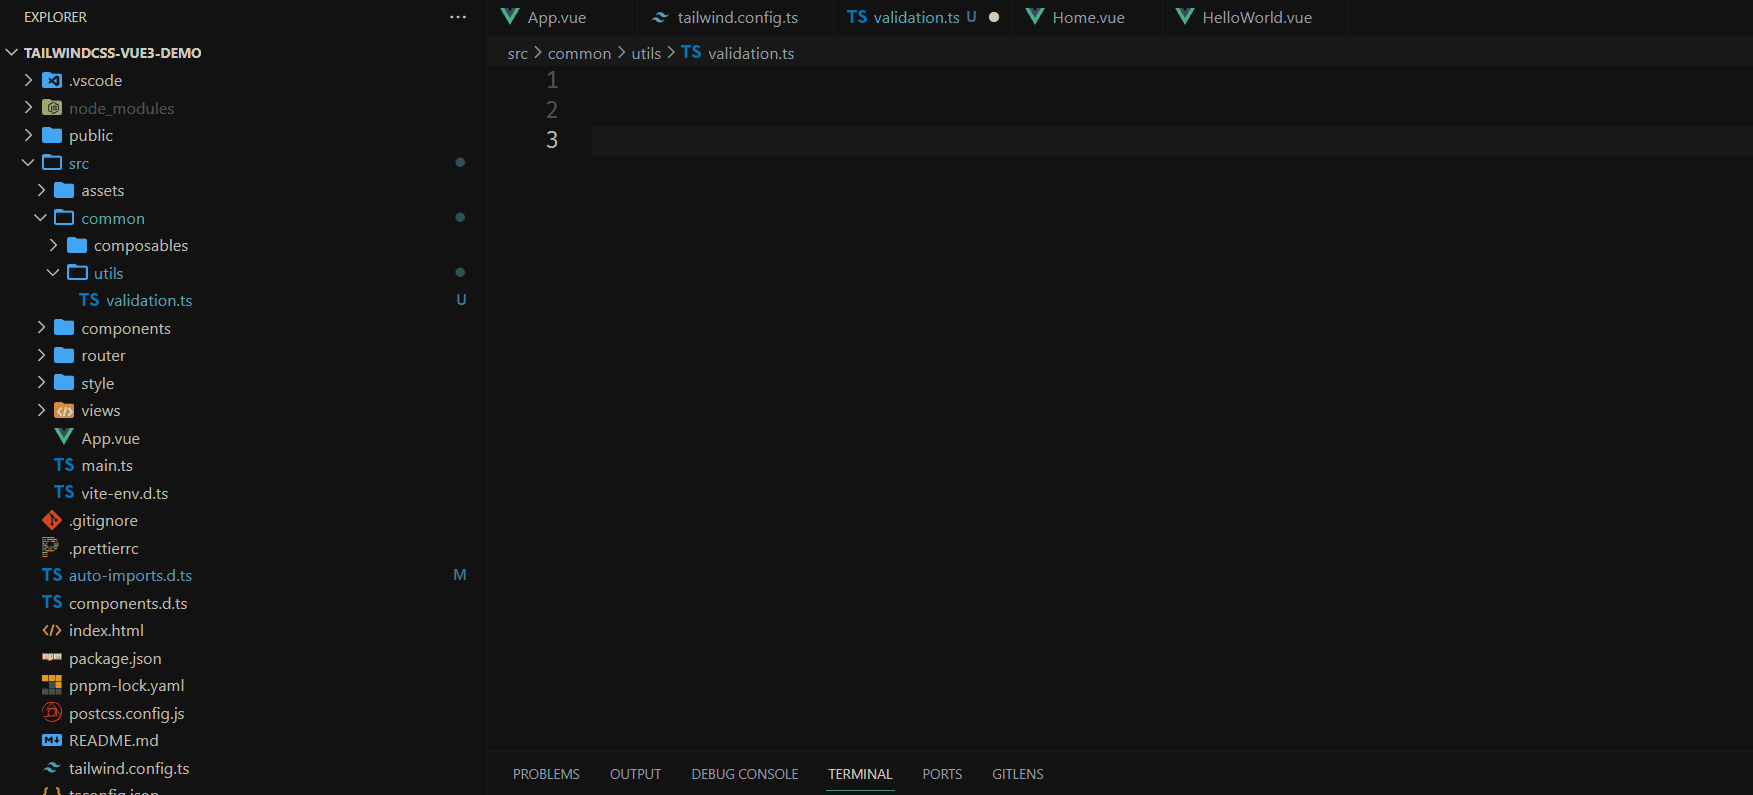 EXPLORER
TAILWINDCSS-VUE3-DEMO
.vscode
node_modules
public
src
assets
common
composables
utils
TS validation.ts U
components
router
style
views
App.vue
TS main.ts
TS vite-env.d.ts
.gitignore
.prettierrc
TS auto-imports.d.ts M
TS components.d.ts
index.html
package.json
pnpm-lock.yaml
postcss.config.js
README.md
tailwind.config.ts
tsconfig.json
App.vue tailwind.config.ts TS validation.ts U Home.vue HelloWorld.vue
src > common > utils > TS validation.ts
1
2
3
PROBLEMS OUTPUT DEBUG CONSOLE TERMINAL PORTS GITLENS